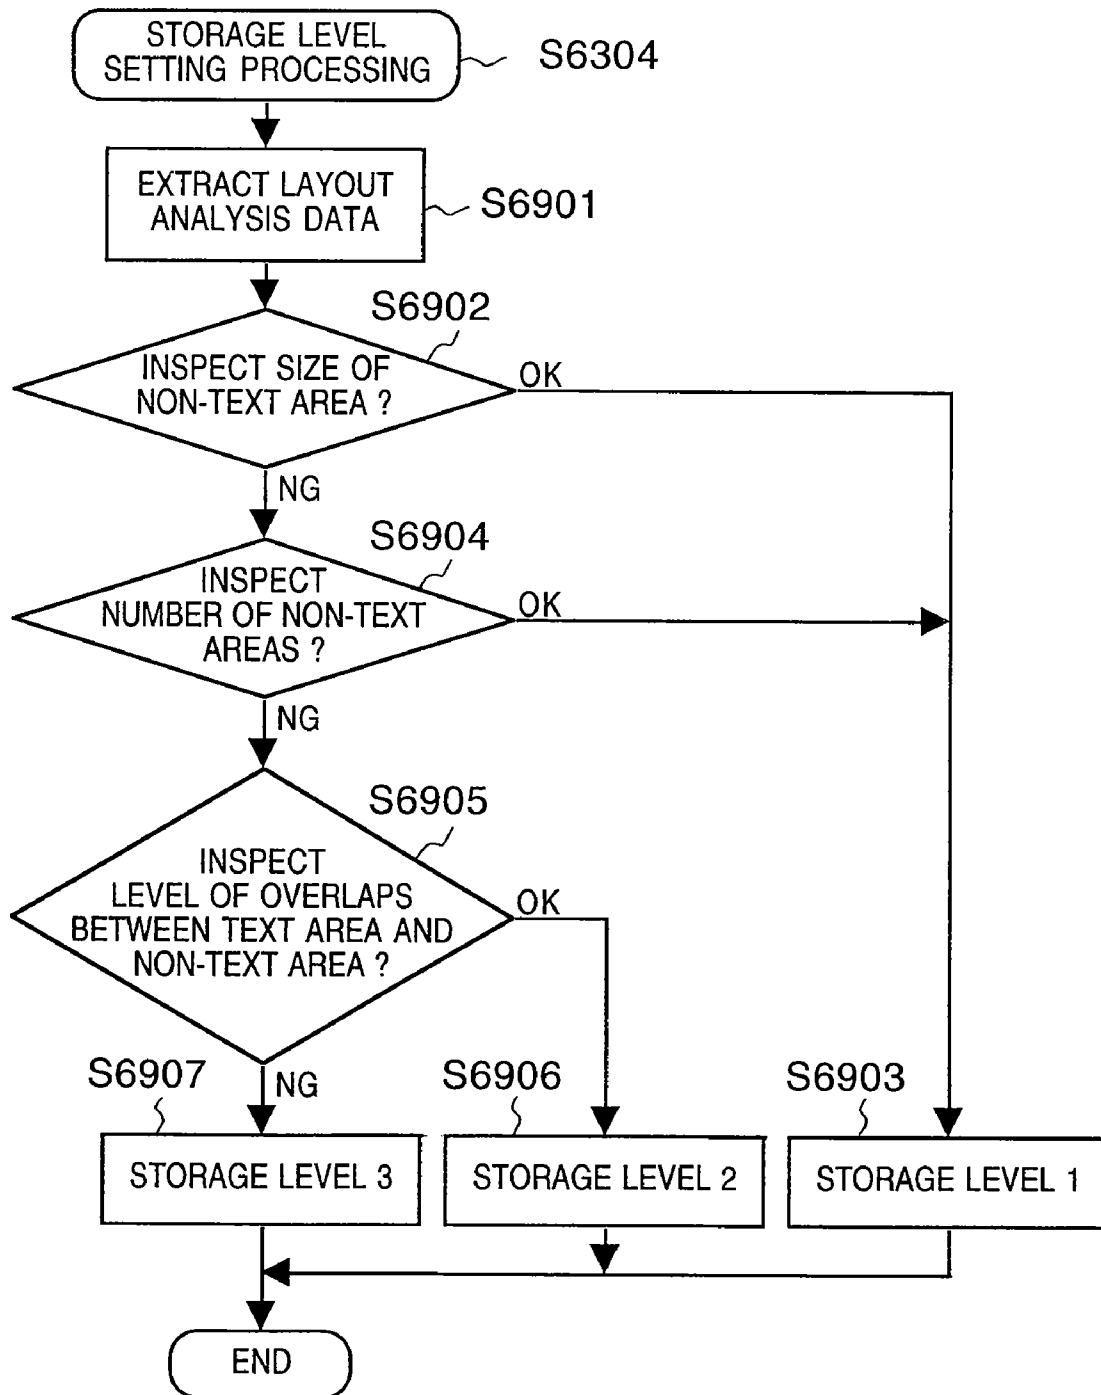 STORAGE LEVEL
SETTING PROCESSING
S6304
EXTRACT LAYOUT
ANALYSIS DATA
S6901
S6902
INSPECT SIZE OF
NON-TEXT AREA ?
OK
NG
S6904
INSPECT
NUMBER OF NON-TEXT
AREAS ?
OK
NG
S6905
INSPECT
LEVEL OF OVERLAPS
BETWEEN TEXT AREA AND
NON-TEXT AREA ?
OK
NG
S6907
STORAGE LEVEL 3
S6906
STORAGE LEVEL 2
S6903
STORAGE LEVEL 1
END